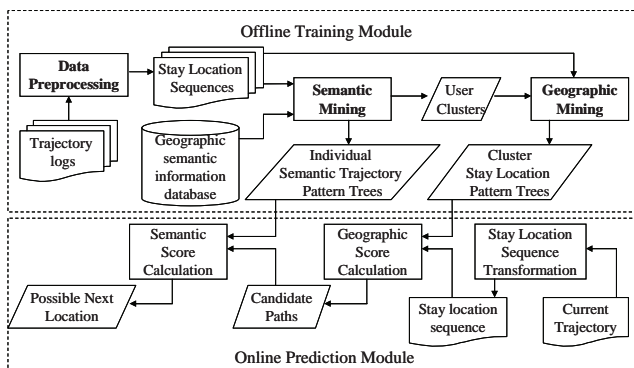 Offline Training Module
Data
Preprocessing
Stay Location
Sequences
Semantic
Mining
User
Clusters
Geographic
Mining
Trajectory
logs
Geographic
semantic
information
database
Individual
Semantic Trajectory
Pattern Trees
Cluster
Stay Location
Pattern Trees
Semantic
Score
Calculation
Geographic
Score
Calculation
Stay Location
Sequence
Transformation
Possible Next
Location
Candidate
Paths
Stay location
sequence
Current
Trajectory
Online Prediction Module